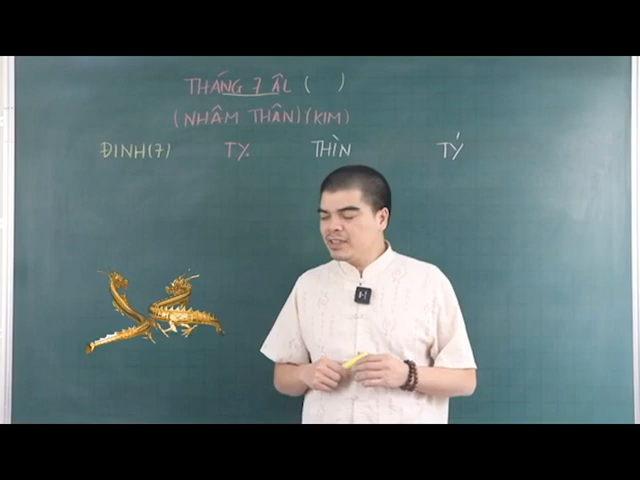 THÁNG 7 ÂL ( )
(NHÂM THÂN) (KIM)
ĐINH(7) TỴ THÌN TÝ